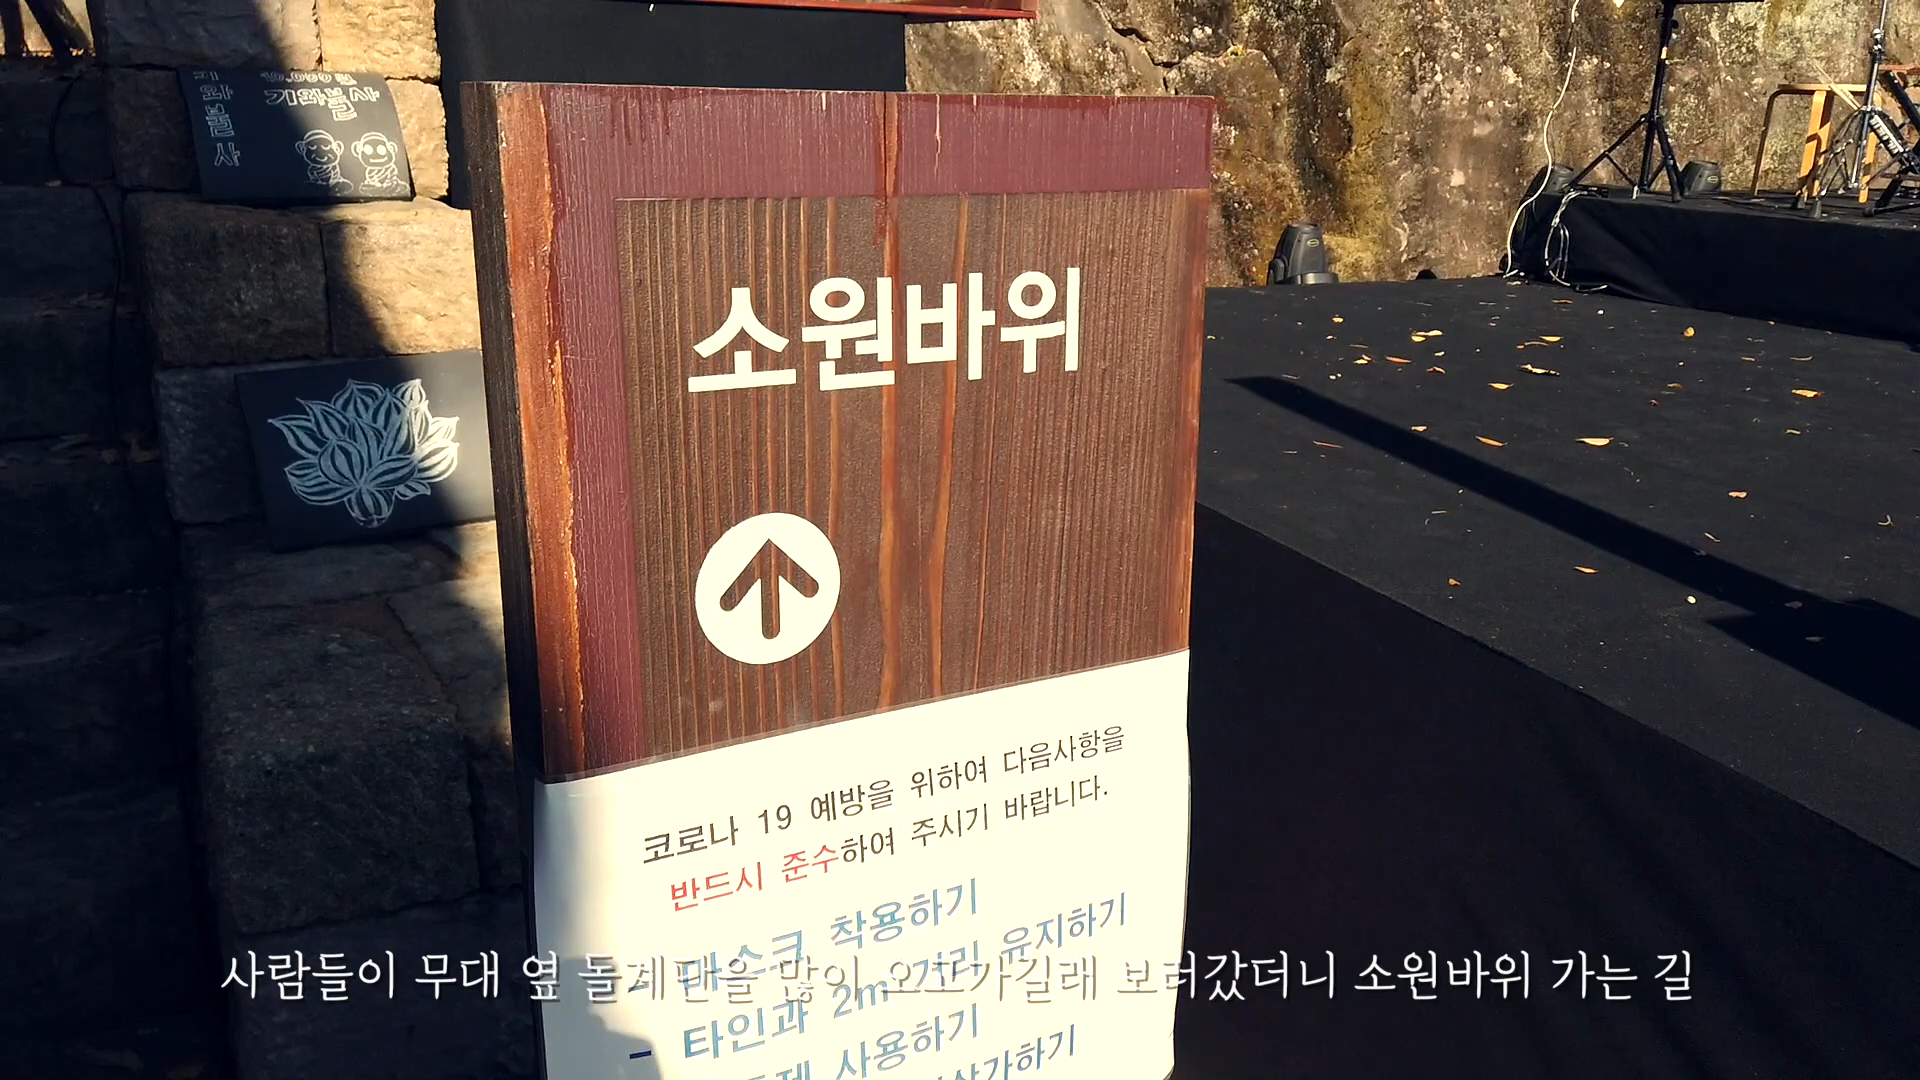 기와불사
소원바위
코로나 19 예방을 위하여 다음사항을
반드시 준수하여 주시기 바랍니다.
마스크 착용하기
- 타인과 2m 거리 유지하기
사용하기
사람들이 무대 옆 돌계단을 많이 오고가길래 보러갔더니 소원바위 가는 길